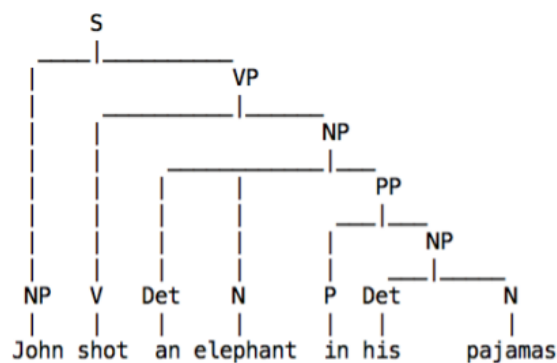 S
VP
NP
PP
NP
NP V Det N P Det N
John shot an elephant in his pajamas